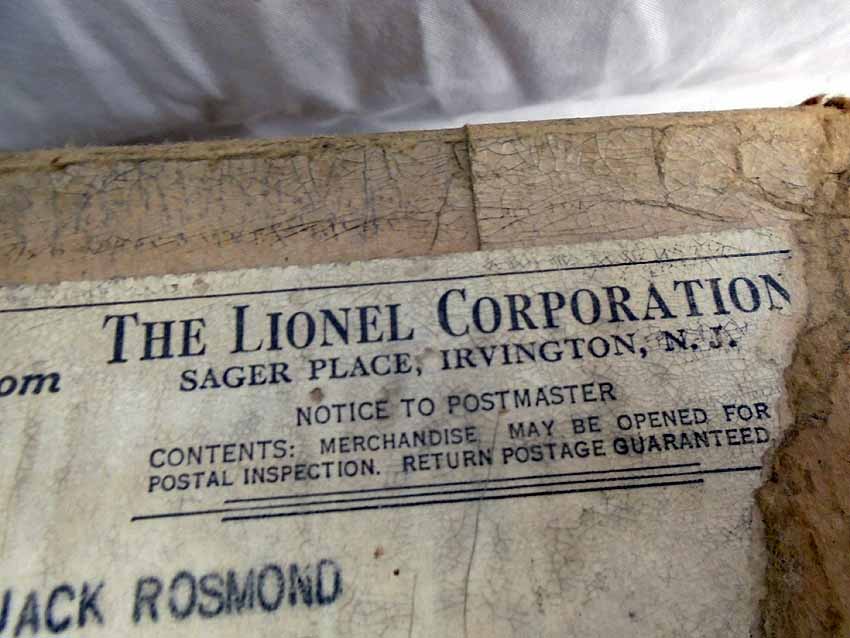 THE LIONEL CORPORATION
om SAGER PLACE, IRVINGTON, N. J.
NOTICE TO POSTMASTER
CONTENTS: MERCHANDISE MAY BE OPENED FOR
POSTAL INSPECTION. RETURN POSTAGE GUARANTEED
JACK ROSMOND